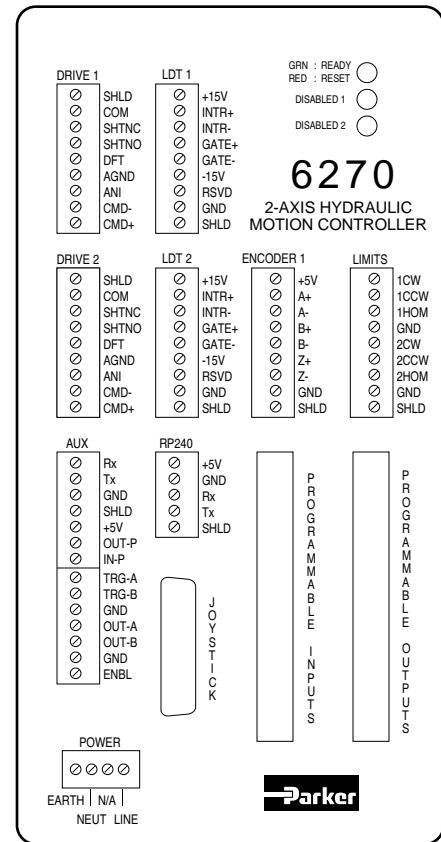 GRN : READY
RED : RESET
DISABLED 1
DISABLED 2
6270
2-AXIS HYDRAULIC
MOTION CONTROLLER
DRIVE 1
SHLD
COM
SHTNC
SHTNO
DFT
AGND
ANI
CMD-
CMD+
LDT 1
+15V
INTR+
INTR-
GATE+
GATE-
-15V
RSVD
GND
SHLD
DRIVE 2
SHLD
COM
SHTNC
SHTNO
DFT
AGND
ANI
CMD-
CMD+
LDT 2
+15V
INTR+
INTR-
GATE+
GATE-
-15V
RSVD
GND
SHLD
ENCODER 1
+5V
A+
A-
B+
B-
Z+
Z-
GND
SHLD
LIMITS
1CW
1CCW
1HOM
GND
2CW
2CCW
2HOM
GND
SHLD
AUX
Rx
Tx
GND
SHLD
+5V
OUT-P
IN-P
TRG-A
TRG-B
GND
OUT-A
OUT-B
GND
ENBL
RP240
+5V
GND
Rx
Tx
SHLD
JOYSTICK
PROGRAMMABLE INPUTS
PROGRAMMABLE OUTPUTS
POWER
EARTH N/A
NEUT LINE
Parker